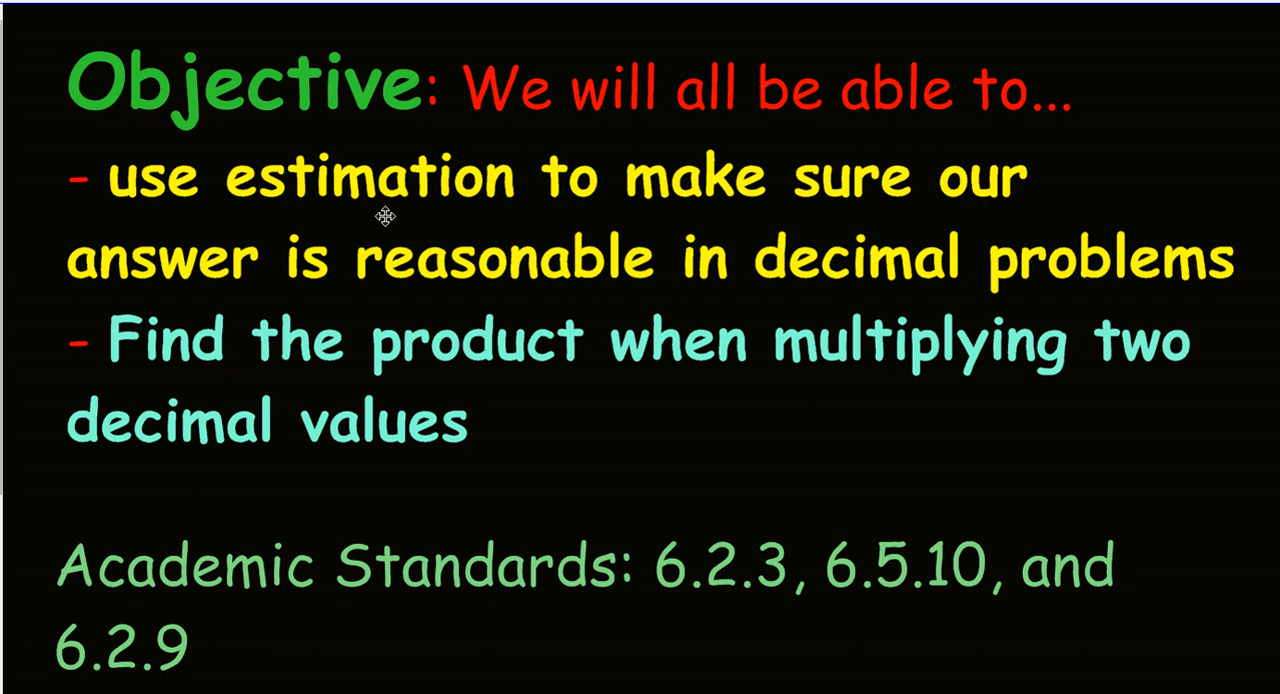 Objective: We will all be able to...
- use estimation to make sure our
answer is reasonable in decimal problems
- Find the product when multiplying two
decimal values
Academic Standards: 6.2.3, 6.5.10, and
6.2.9